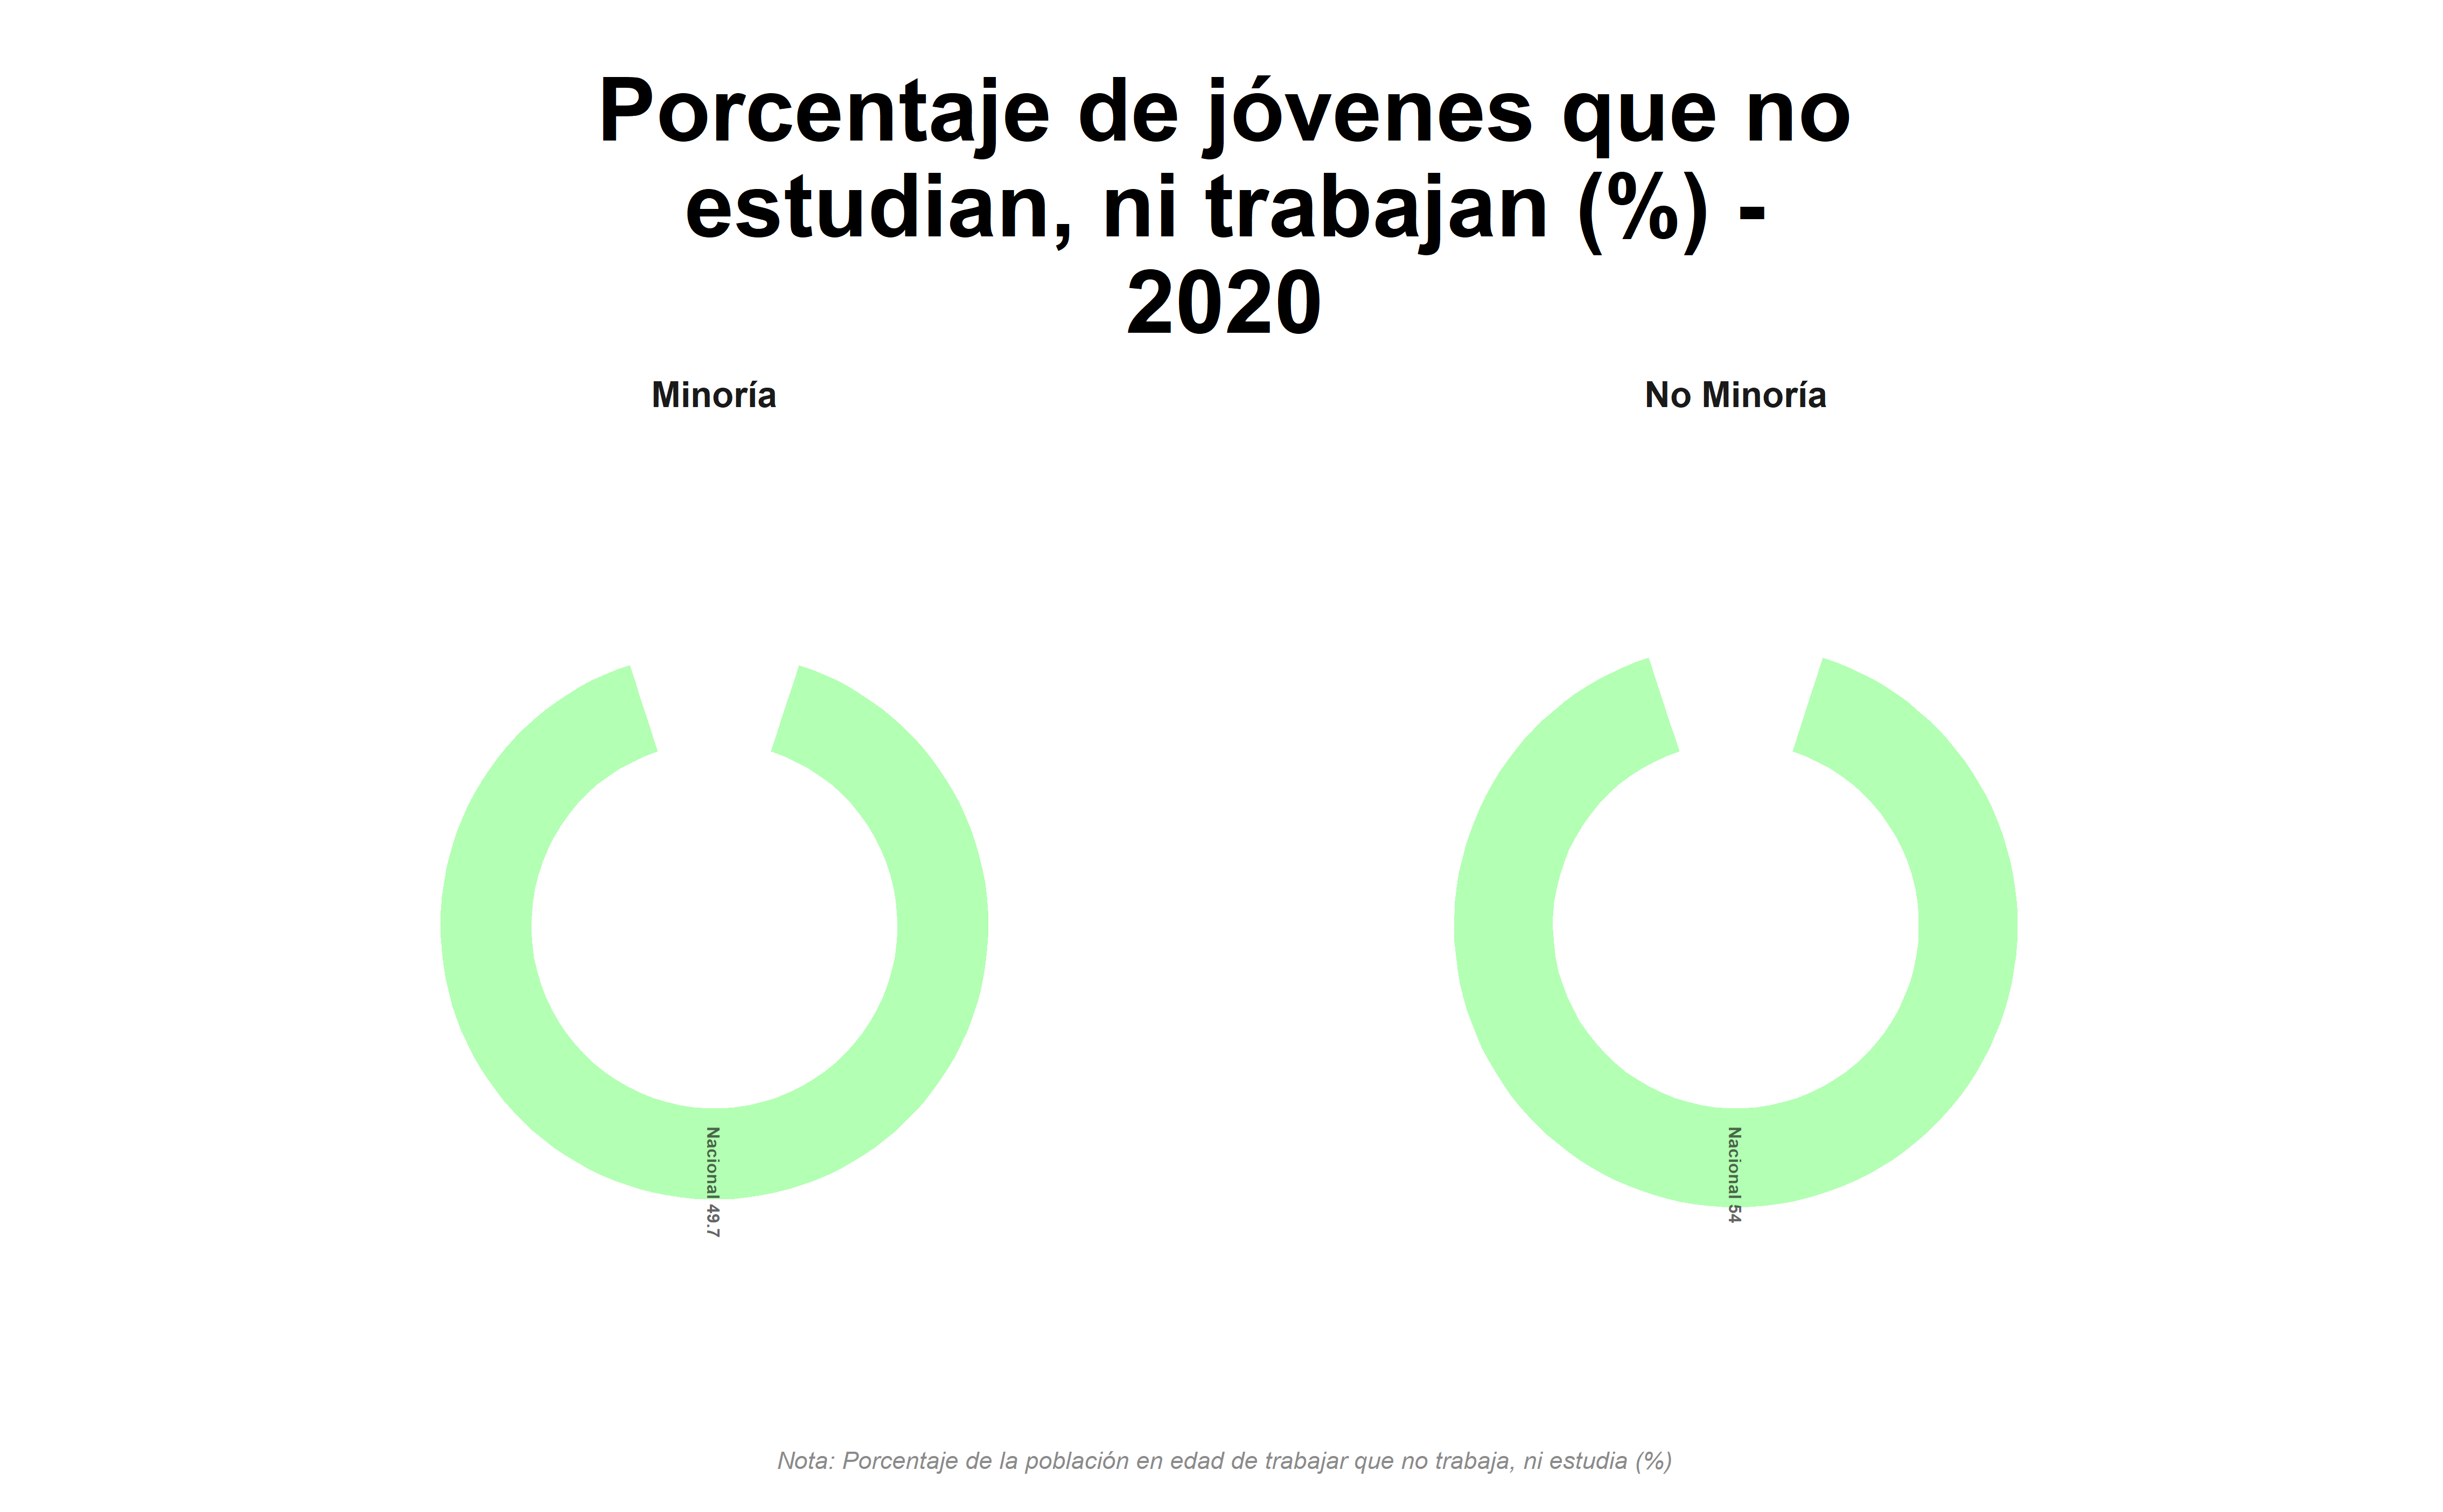 Porcentaje de jóvenes que no
estudian, ni trabajan (%) -
2020
Minoría
No Minoría
Nacional 49.7
Nacional 54
Nota: Porcentaje de la población en edad de trabajar que no trabaja, ni estudia (%)